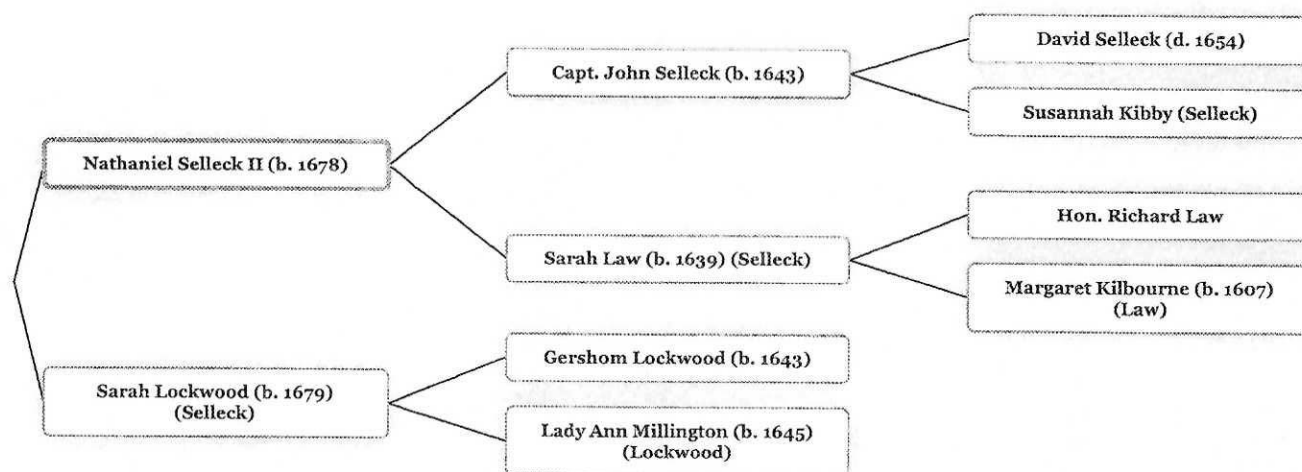 David Selleck (d. 1654)
Capt. John Selleck (b. 1643)
Susannah Kibby (Selleck)
Nathaniel Selleck II (b. 1678)
Hon. Richard Law
Sarah Law (b. 1639) (Selleck)
Margaret Kilbourne (b. 1607)
(Law)
Gershom Lockwood (b. 1643)
Sarah Lockwood (b. 1679)
(Selleck)
Lady Ann Millington (b. 1645)
(Lockwood)